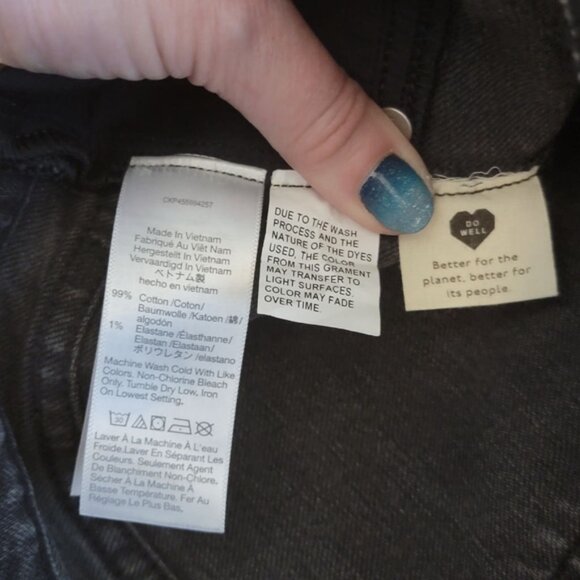 CKP456994257
Made In Vietnam
Fabriqué Au Viêt Nam
Hergestellt In Vietnam
Vervaardigd In Vietnam
ベトナム製
hecho en vietnam
99% Cotton /Coton/
Baumwolle /Katoen /綿/
algodón
1% Elastane /Élasthanne/
Elastan /Elastaan/
ポリウレタン /elastano
Machine Wash Cold With Like
Colors. Non-Chlorine Bleach
Only. Tumble Dry Low, Iron
On Lowest Setting.
30
Laver À La Machine À L'eau
Froide.Laver En Séparant Les
Couleurs. Seulement Agent
De Blanchiment Non-Chlore.
Sécher À La Machine À
Basse Température. Fer Au
Réglage Le Plus Bas.
DUE TO THE WASH
PROCESS AND THE
NATURE OF THE DYES
USED, THE COLOR
FROM THIS GRAMENT
MAY TRANSFER TO
LIGHT SURFACES.
COLOR MAY FADE
OVER TIME.
DO
WELL
Better for the
planet, better for
its people.